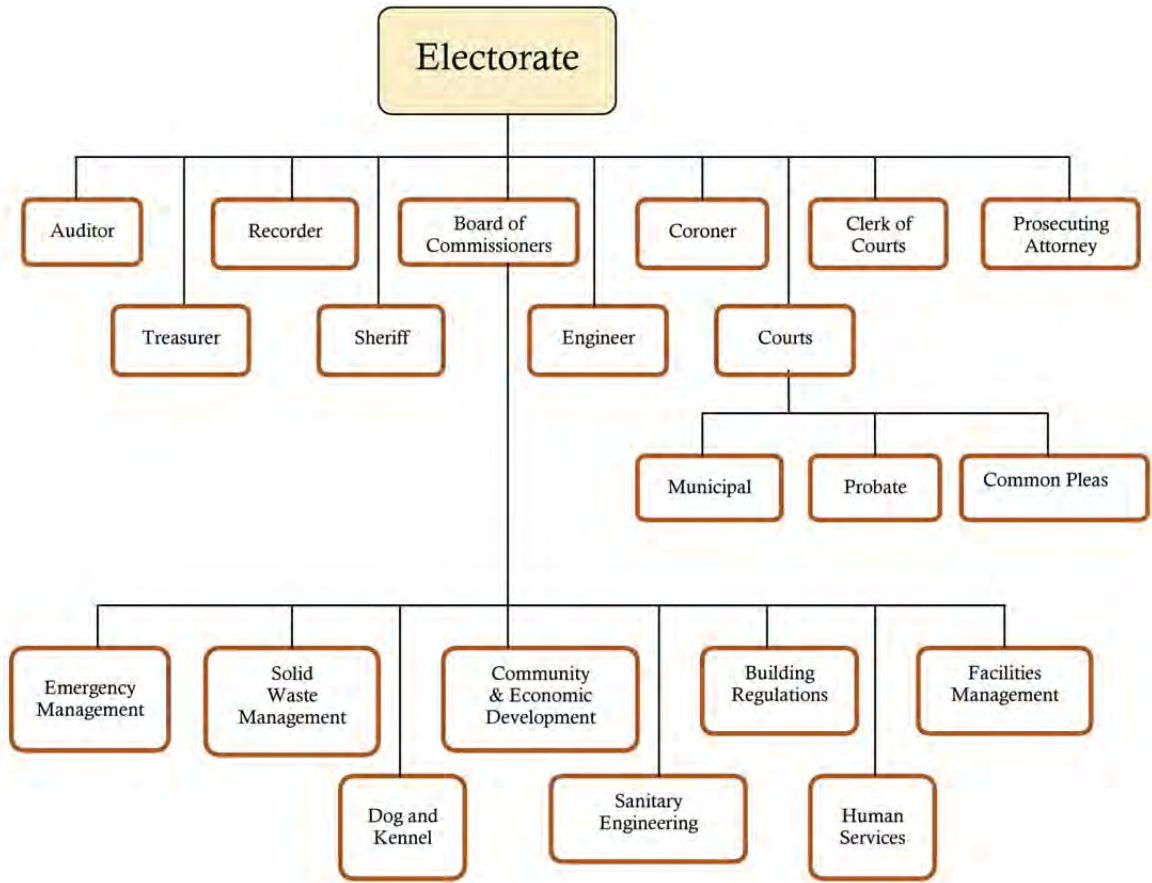 Electorate
Auditor
Recorder
Board of
Commissioners
Coroner
Clerk of
Courts
Prosecuting
Attorney
Treasurer
Sheriff
Engineer
Courts
Municipal
Probate
Common Pleas
Emergency
Management
Solid
Waste
Management
Community
& Economic
Development
Building
Regulations
Facilities
Management
Dog and
Kennel
Sanitary
Engineering
Human
Services